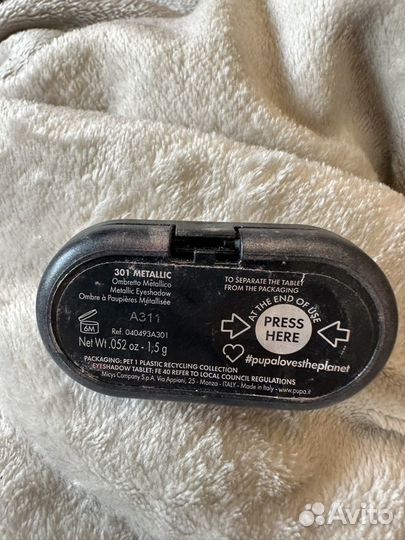 301 METALLIC
Ombretto Metallico
Metallic Eyeshadow
Ombre à Paupières Métallisée
A311
6M
Ref. 040493A301
Net Wt .052 oz - 1,5 g
TO SEPARATE THE TABLET
FROM THE PACKAGING
AT THE END OF USE
PRESS
HERE
#pupalovestheplanet
PACKAGING: PET 1 PLASTIC RECYCLING COLLECTION
EYESHADOW TABLET: FE 40 REFER TO LOCAL COUNCIL REGULATIONS
Micys Company S.p.A. Via Appiani, 25 - Monza - ITALY - Made in Italy - www.pupa.it
Avito